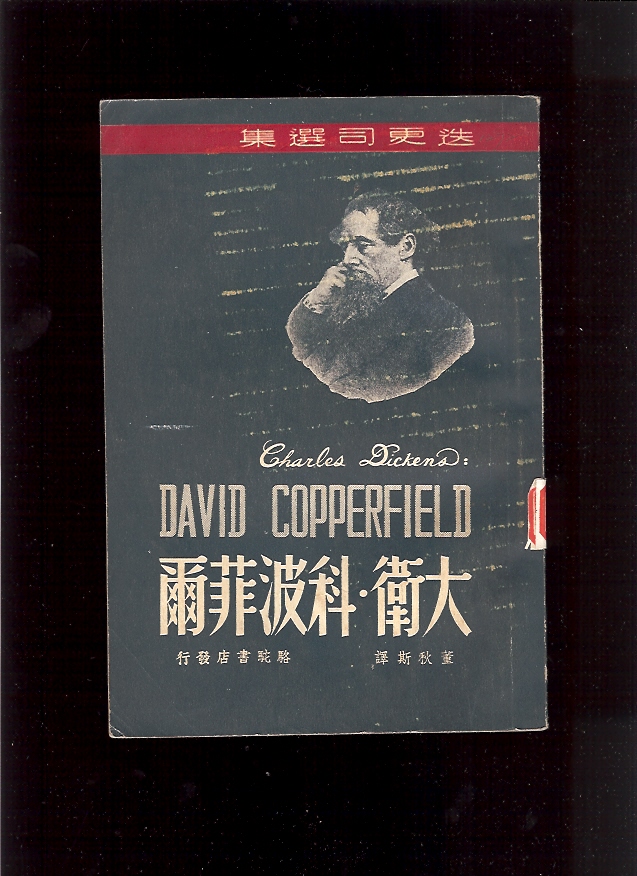 迭更司選集
Charles Dickens:
DAVID COPPERFIELD
大衛·科波菲爾
董秋斯譯 駱駝書店發行